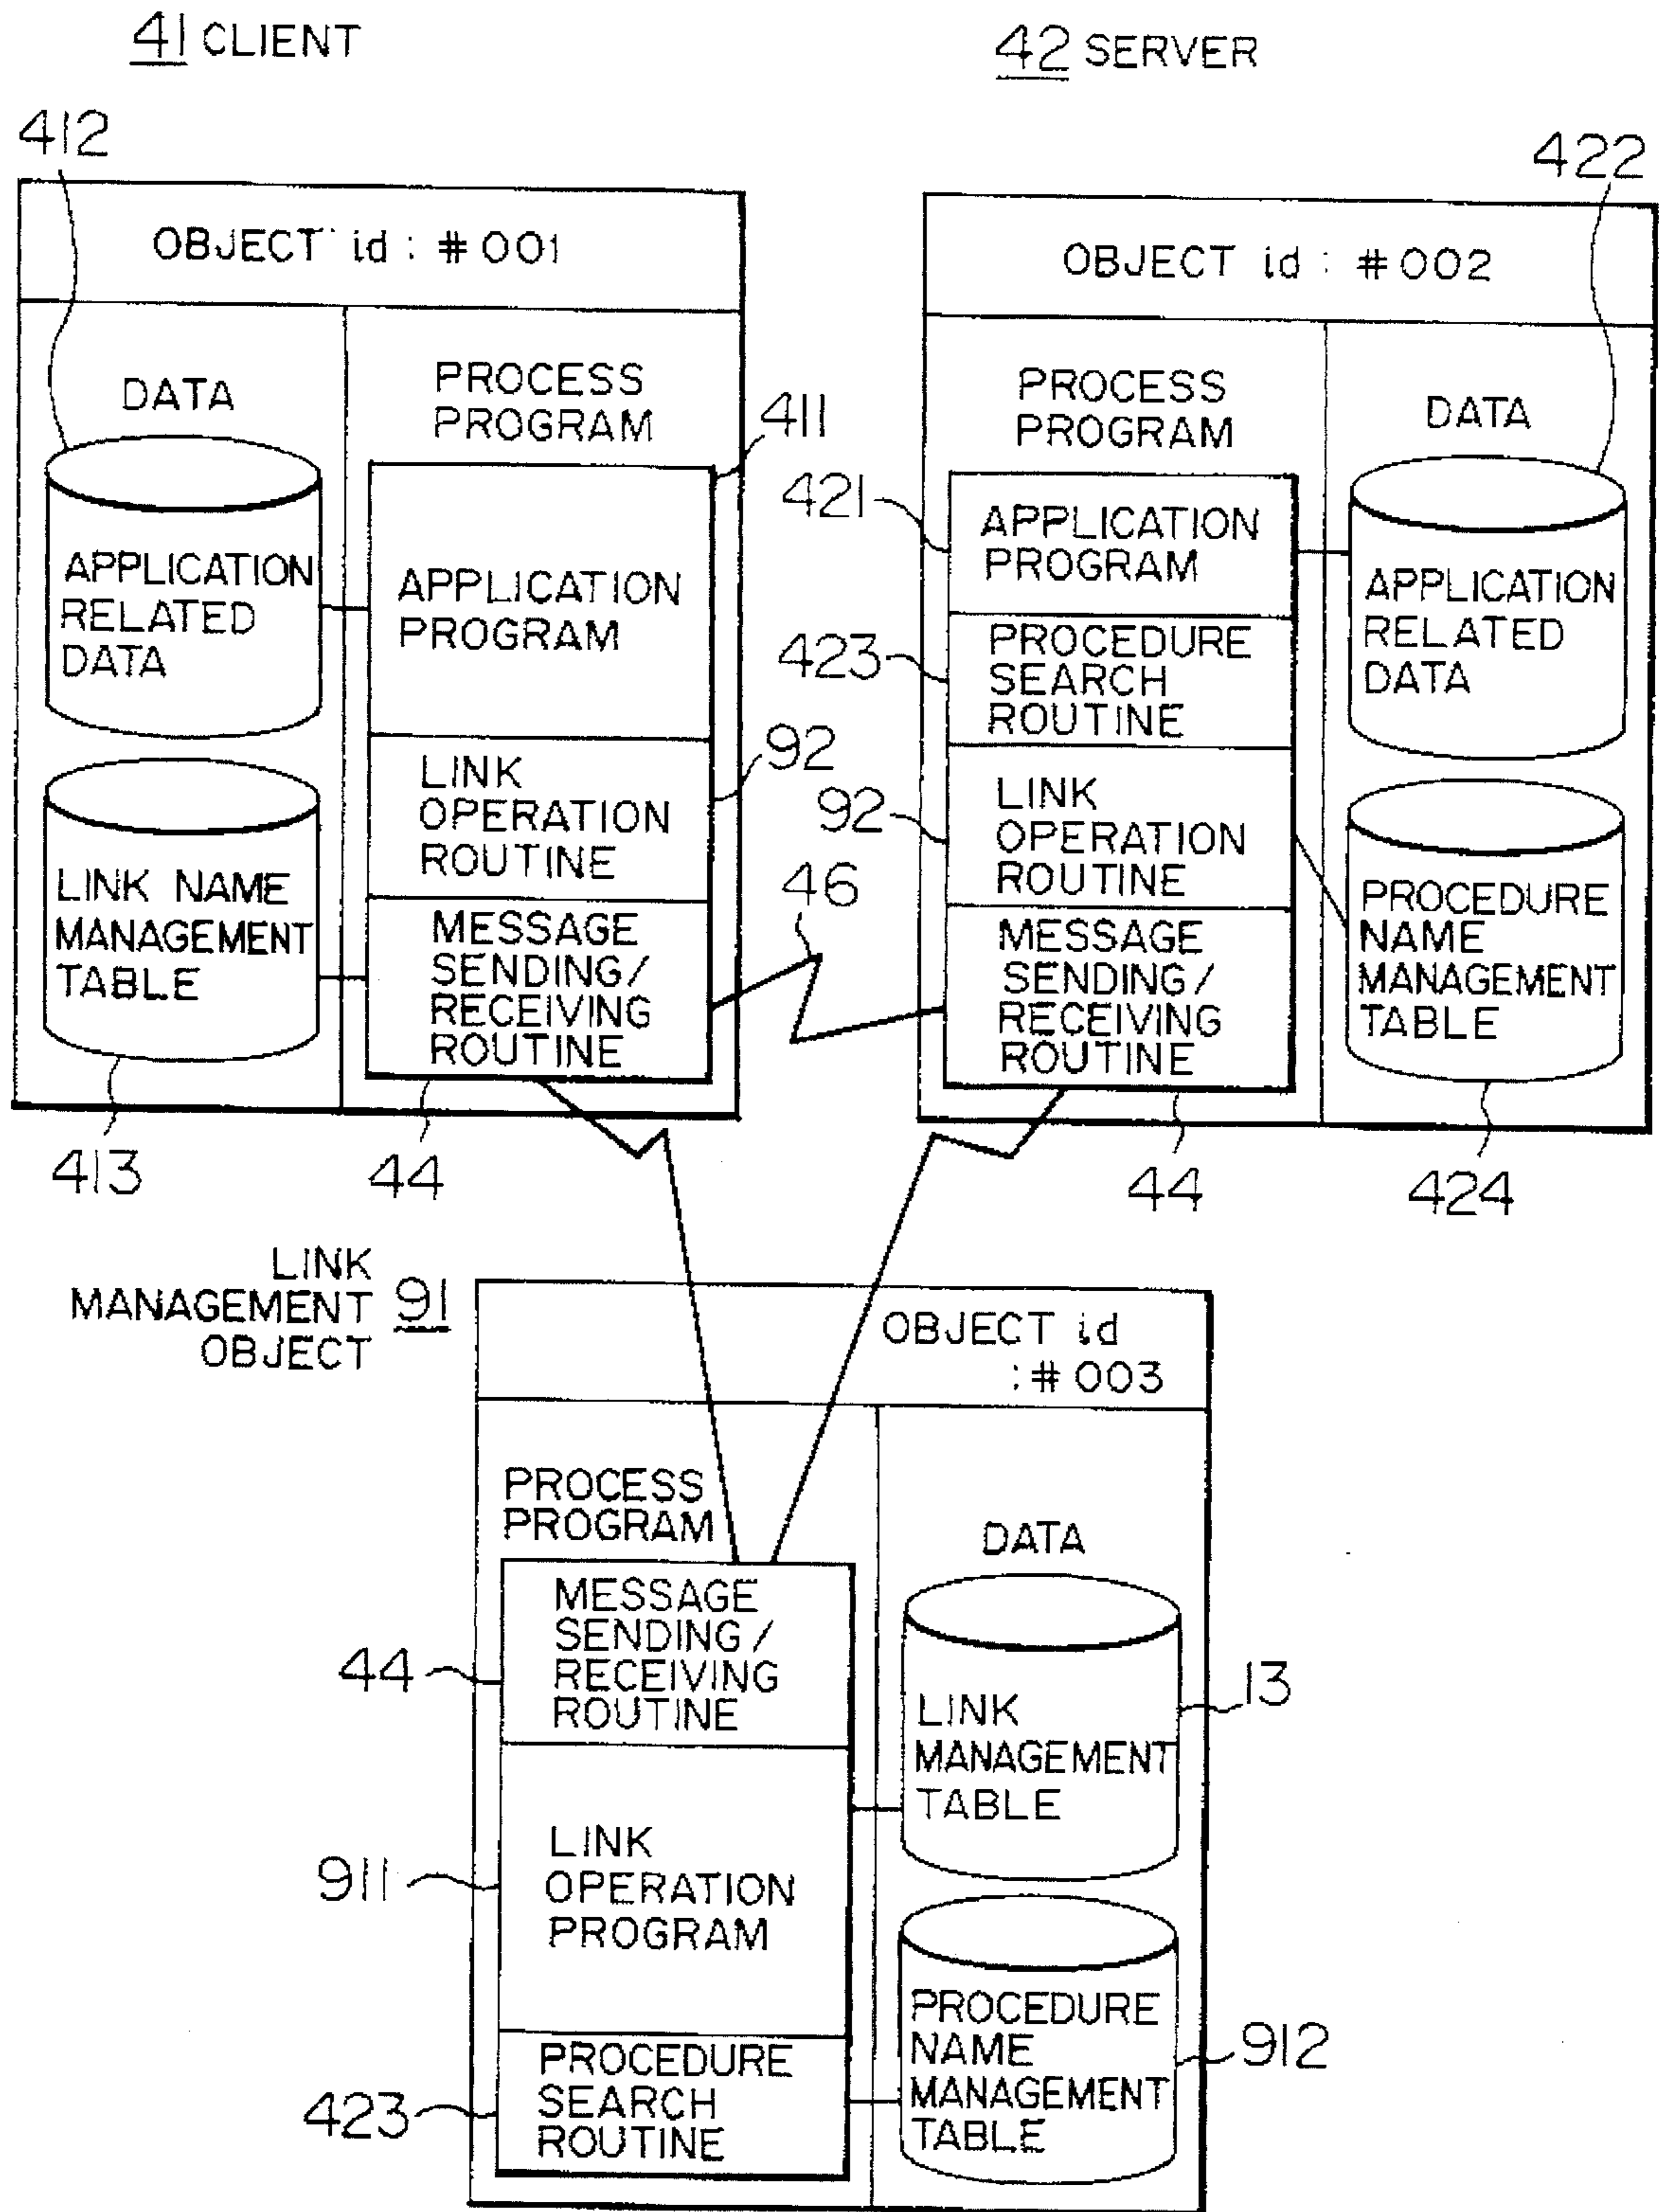 41 CLIENT
42 SERVER
412
422
OBJECT id : #001
OBJECT id : #002
DATA
PROCESS
PROGRAM
411
APPLICATION
RELATED
DATA
APPLICATION
PROGRAM
LINK
OPERATION
ROUTINE
92
LINK NAME
MANAGEMENT
TABLE
MESSAGE
SENDING/
RECEIVING
ROUTINE
46
413
44
PROCESS
PROGRAM
DATA
421
APPLICATION
PROGRAM
APPLICATION
RELATED
DATA
423
PROCEDURE
SEARCH
ROUTINE
92
LINK
OPERATION
ROUTINE
MESSAGE
SENDING/
RECEIVING
ROUTINE
PROCEDURE
NAME
MANAGEMENT
TABLE
44
424
LINK
MANAGEMENT
OBJECT
91
OBJECT id
:#003
PROCESS
PROGRAM
DATA
44
MESSAGE
SENDING/
RECEIVING
ROUTINE
LINK
MANAGEMENT
TABLE
13
911
LINK
OPERATION
PROGRAM
423
PROCEDURE
SEARCH
ROUTINE
PROCEDURE
NAME
MANAGEMENT
TABLE
912